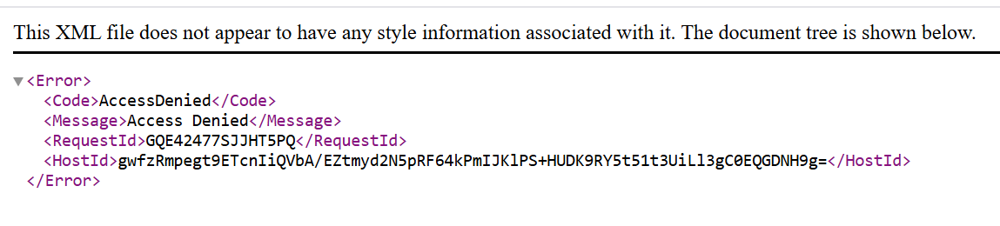 This XML file does not appear to have any style information associated with it. The document tree is shown below.
<Error>
<Code>AccessDenied</Code>
<Message>Access Denied</Message>
<RequestId>GQE42477SJJHT5PQ</RequestId>
<HostId>gwfzRmpegt9ETcnIiQVbA/EZtmyd2N5pRF64kPmIJKlPS+HUDK9RY5t51t3UiLl3gC0EQGDNH9g=</HostId>
</Error>